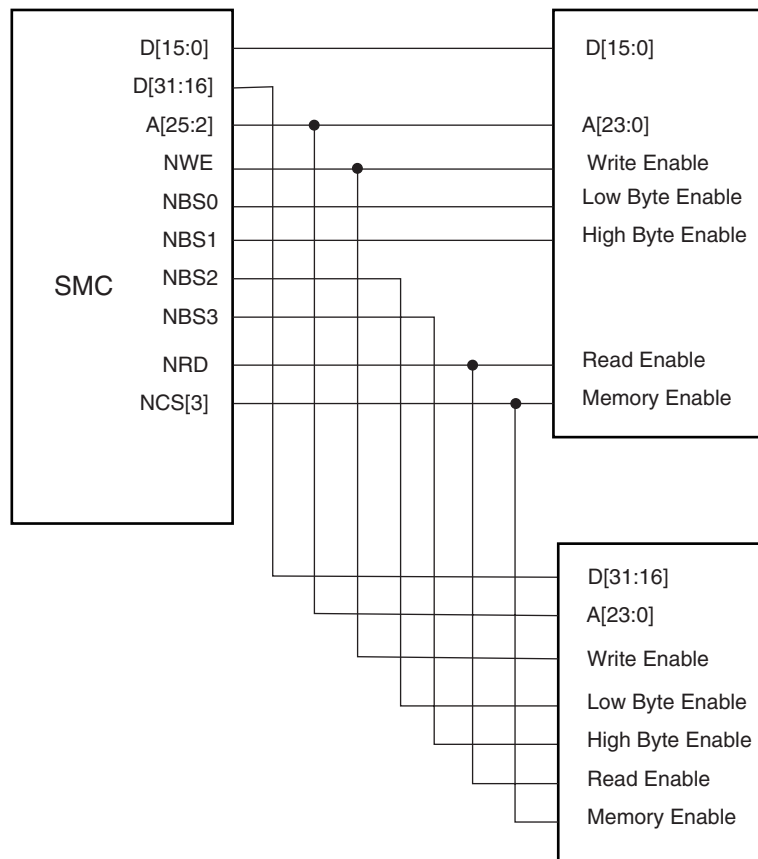 D[15:0] D[15:0]
D[31:16]
A[25:2] A[23:0]
NWE Write Enable
NBS0 Low Byte Enable
NBS1 High Byte Enable
NBS2
SMC
NBS3
NRD Read Enable
NCS[3] Memory Enable
D[31:16]
A[23:0]
Write Enable
Low Byte Enable
High Byte Enable
Read Enable
Memory Enable